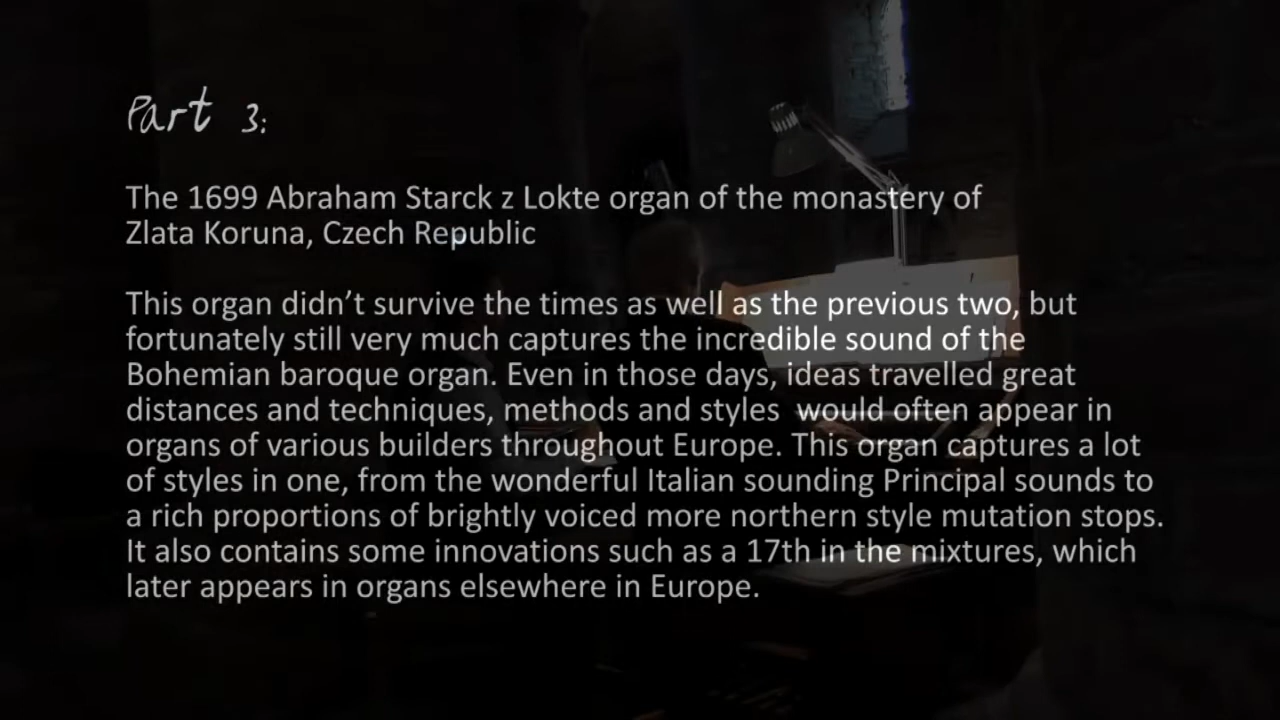 Part 3:
The 1699 Abraham Starck z Lokte organ of the monastery of
Zlata Koruna, Czech Republic
This organ didn’t survive the times as well as the previous two, but
fortunately still very much captures the incredible sound of the
Bohemian baroque organ. Even in those days, ideas travelled great
distances and techniques, methods and styles  would often appear in
organs of various builders throughout Europe. This organ captures a lot
of styles in one, from the wonderful Italian sounding Principal sounds to
a rich proportions of brightly voiced more northern style mutation stops.
It also contains some innovations such as a 17th in the mixtures, which
later appears in organs elsewhere in Europe.